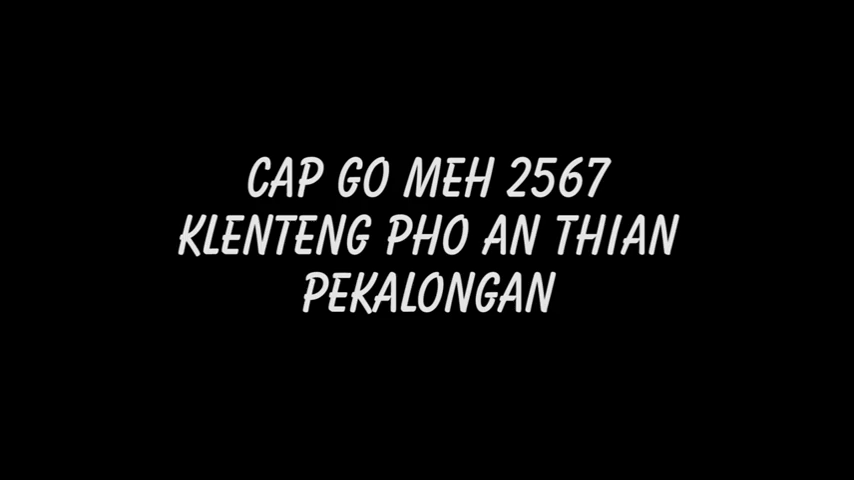 CAP GO MEH 2567
KLENTENG PHO AN THIAN
PEKALONGAN